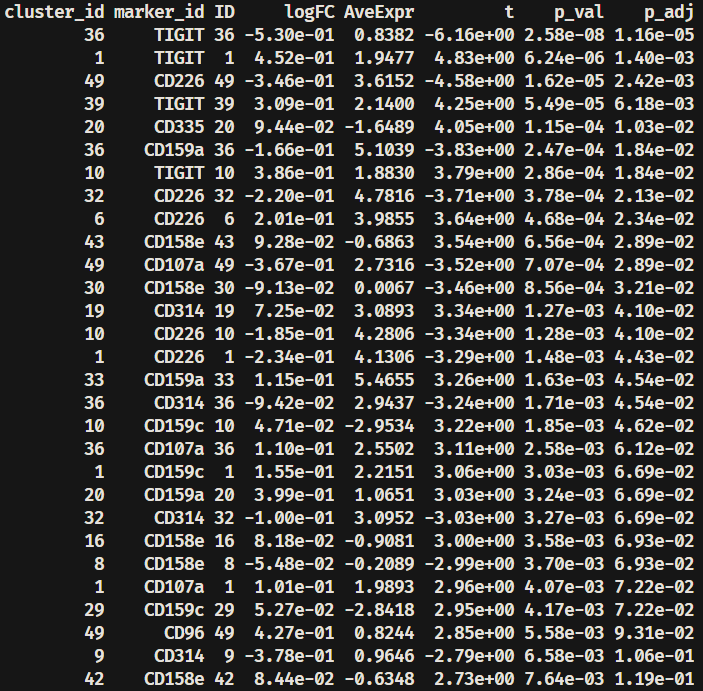 cluster_id marker_id ID logFC AveExpr t p_val p_adj
36 TIGIT 36 -5.30e-01 0.8382 -6.16e+00 2.58e-08 1.16e-05
1 TIGIT 1 4.52e-01 1.9477 4.83e+00 6.24e-06 1.40e-03
49 CD226 49 -3.46e-01 3.6152 -4.58e+00 1.62e-05 2.42e-03
39 TIGIT 39 3.09e-01 2.1400 4.25e+00 5.49e-05 6.18e-03
20 CD335 20 9.44e-02 -1.6489 4.05e+00 1.15e-04 1.03e-02
36 CD159a 36 -1.66e-01 5.1039 -3.83e+00 2.47e-04 1.84e-02
10 TIGIT 10 3.86e-01 1.8830 3.79e+00 2.86e-04 1.84e-02
32 CD226 32 -2.20e-01 4.7816 -3.71e+00 3.78e-04 2.13e-02
6 CD226 6 2.01e-01 3.9855 3.64e+00 4.68e-04 2.34e-02
43 CD158e 43 9.28e-02 -0.6863 3.54e+00 6.56e-04 2.89e-02
49 CD107a 49 -3.67e-01 2.7316 -3.52e+00 7.07e-04 2.89e-02
30 CD158e 30 -9.13e-02 0.0067 -3.46e+00 8.56e-04 3.21e-02
19 CD314 19 7.25e-02 3.0893 3.34e+00 1.27e-03 4.10e-02
10 CD226 10 -1.85e-01 4.2806 -3.34e+00 1.28e-03 4.10e-02
1 CD226 1 -2.34e-01 4.1306 -3.29e+00 1.48e-03 4.43e-02
33 CD159a 33 1.15e-01 5.4655 3.26e+00 1.63e-03 4.54e-02
36 CD314 36 -9.42e-02 2.9437 -3.24e+00 1.71e-03 4.54e-02
10 CD159c 10 4.71e-02 -2.9534 3.22e+00 1.85e-03 4.62e-02
36 CD107a 36 1.10e-01 2.5502 3.11e+00 2.58e-03 6.12e-02
1 CD159c 1 1.55e-01 2.2151 3.06e+00 3.03e-03 6.69e-02
20 CD159a 20 3.99e-01 1.0651 3.03e+00 3.24e-03 6.69e-02
32 CD314 32 -1.00e-01 3.0952 -3.03e+00 3.27e-03 6.69e-02
16 CD158e 16 8.18e-02 -0.9081 3.00e+00 3.58e-03 6.93e-02
8 CD158e 8 -5.48e-02 -0.2089 -2.99e+00 3.70e-03 6.93e-02
1 CD107a 1 1.01e-01 1.9893 2.96e+00 4.07e-03 7.22e-02
29 CD159c 29 5.27e-02 -2.8418 2.95e+00 4.17e-03 7.22e-02
49 CD96 49 4.27e-01 0.8244 2.85e+00 5.58e-03 9.31e-02
9 CD314 9 -3.78e-01 0.9646 -2.79e+00 6.58e-03 1.06e-01
42 CD158e 42 8.44e-02 -0.6348 2.73e+00 7.64e-03 1.19e-01